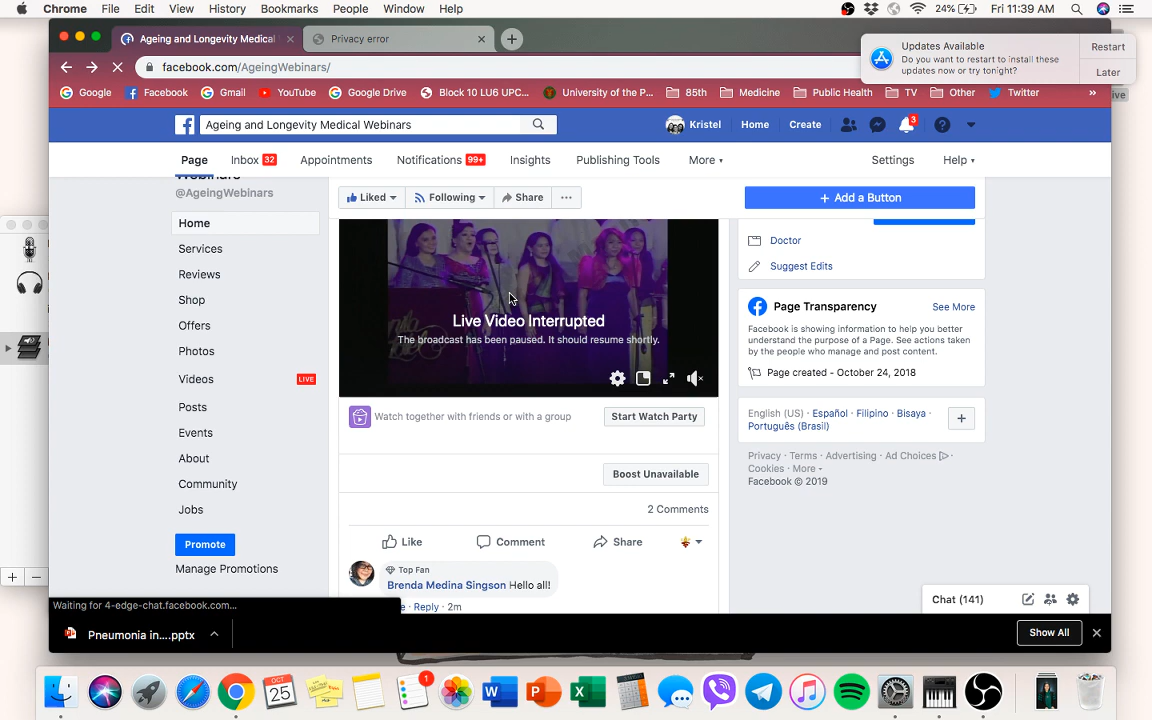 Chrome File Edit View History Bookmarks People Window Help 24% Fri 11:39 AM
Ageing and Longevity Medical Privacy error
Updates Available
Do you want to restart to install these updates now or try tonight?
Restart
Later
facebook.com/AgeingWebinars/
Google Facebook Gmail YouTube Google Drive Block 10 LU6 UPC... University of the P... 85th Medicine Public Health TV Other Twitter »
Ageing and Longevity Medical Webinars
Kristel Home Create 3
Page Inbox 32 Appointments Notifications 99+ Insights Publishing Tools More Settings Help
@AgeingWebinars
Liked Following Share ... + Add a Button
Home
Services
Reviews
Shop
Offers
Photos
Videos LIVE
Posts
Events
About
Community
Jobs
Promote
Manage Promotions
Live Video Interrupted
The broadcast has been paused. It should resume shortly.
Watch together with friends or with a group Start Watch Party
Boost Unavailable
2 Comments
Like Comment Share
Top Fan
Brenda Medina Singson Hello all!
Reply · 2m
Doctor
Suggest Edits
Page Transparency See More
Facebook is showing information to help you better
understand the purpose of a Page. See actions taken
by the people who manage and post content.
Page created - October 24, 2018
English (US) · Español · Filipino · Bisaya ·
Português (Brasil)
+
Privacy · Terms · Advertising · Ad Choices ·
Cookies · More
Facebook © 2019
Chat (141)
Waiting for 4-edge-chat.facebook.com...
Pneumonia in....pptx Show All
OCT
25
1